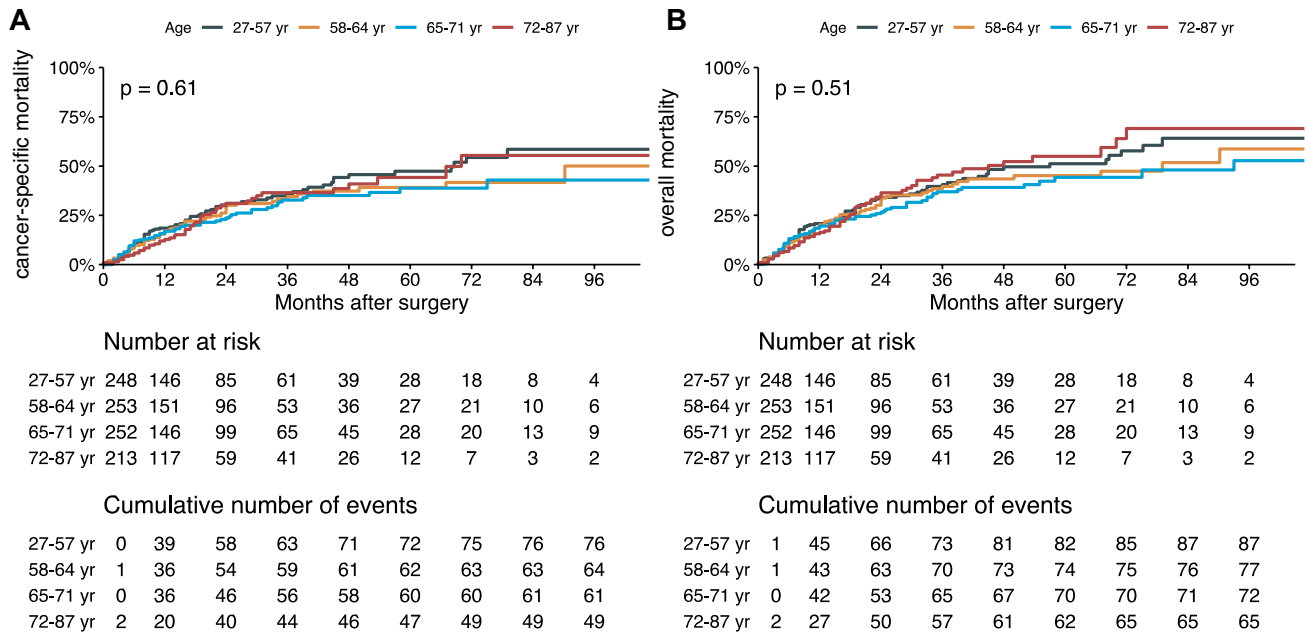 A
Age 27-57 yr 58-64 yr 65-71 yr 72-87 yr
cancer-specific mortality
100%
75%
50%
25%
0%
p = 0.61
0 12 24 36 48 60 72 84 96
Months after surgery
Number at risk
27-57 yr 248 146 85 61 39 28 18 8 4
58-64 yr 253 151 96 53 36 27 21 10 6
65-71 yr 252 146 99 65 45 28 20 13 9
72-87 yr 213 117 59 41 26 12 7 3 2
Cumulative number of events
27-57 yr 0 39 58 63 71 72 75 76 76
58-64 yr 1 36 54 59 61 62 63 63 64
65-71 yr 0 36 46 56 58 60 60 61 61
72-87 yr 2 20 40 44 46 47 49 49 49
B
Age 27-57 yr 58-64 yr 65-71 yr 72-87 yr
overall mortality
100%
75%
50%
25%
0%
p = 0.51
0 12 24 36 48 60 72 84 96
Months after surgery
Number at risk
27-57 yr 248 146 85 61 39 28 18 8 4
58-64 yr 253 151 96 53 36 27 21 10 6
65-71 yr 252 146 99 65 45 28 20 13 9
72-87 yr 213 117 59 41 26 12 7 3 2
Cumulative number of events
27-57 yr 1 45 66 73 81 82 85 87 87
58-64 yr 1 43 63 70 73 74 75 76 77
65-71 yr 0 42 53 65 67 70 70 71 72
72-87 yr 2 27 50 57 61 62 65 65 65